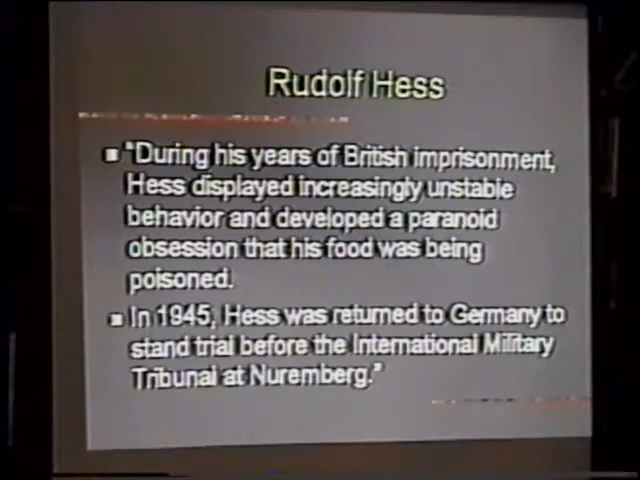 Rudolf Hess
"During his years of British imprisonment,
Hess displayed increasingly unstable
behavior and developed a paranoid
obsession that his food was being
poisoned.
In 1945, Hess was returned to Germany to
stand trial before the International Military
Tribunal at Nuremberg."